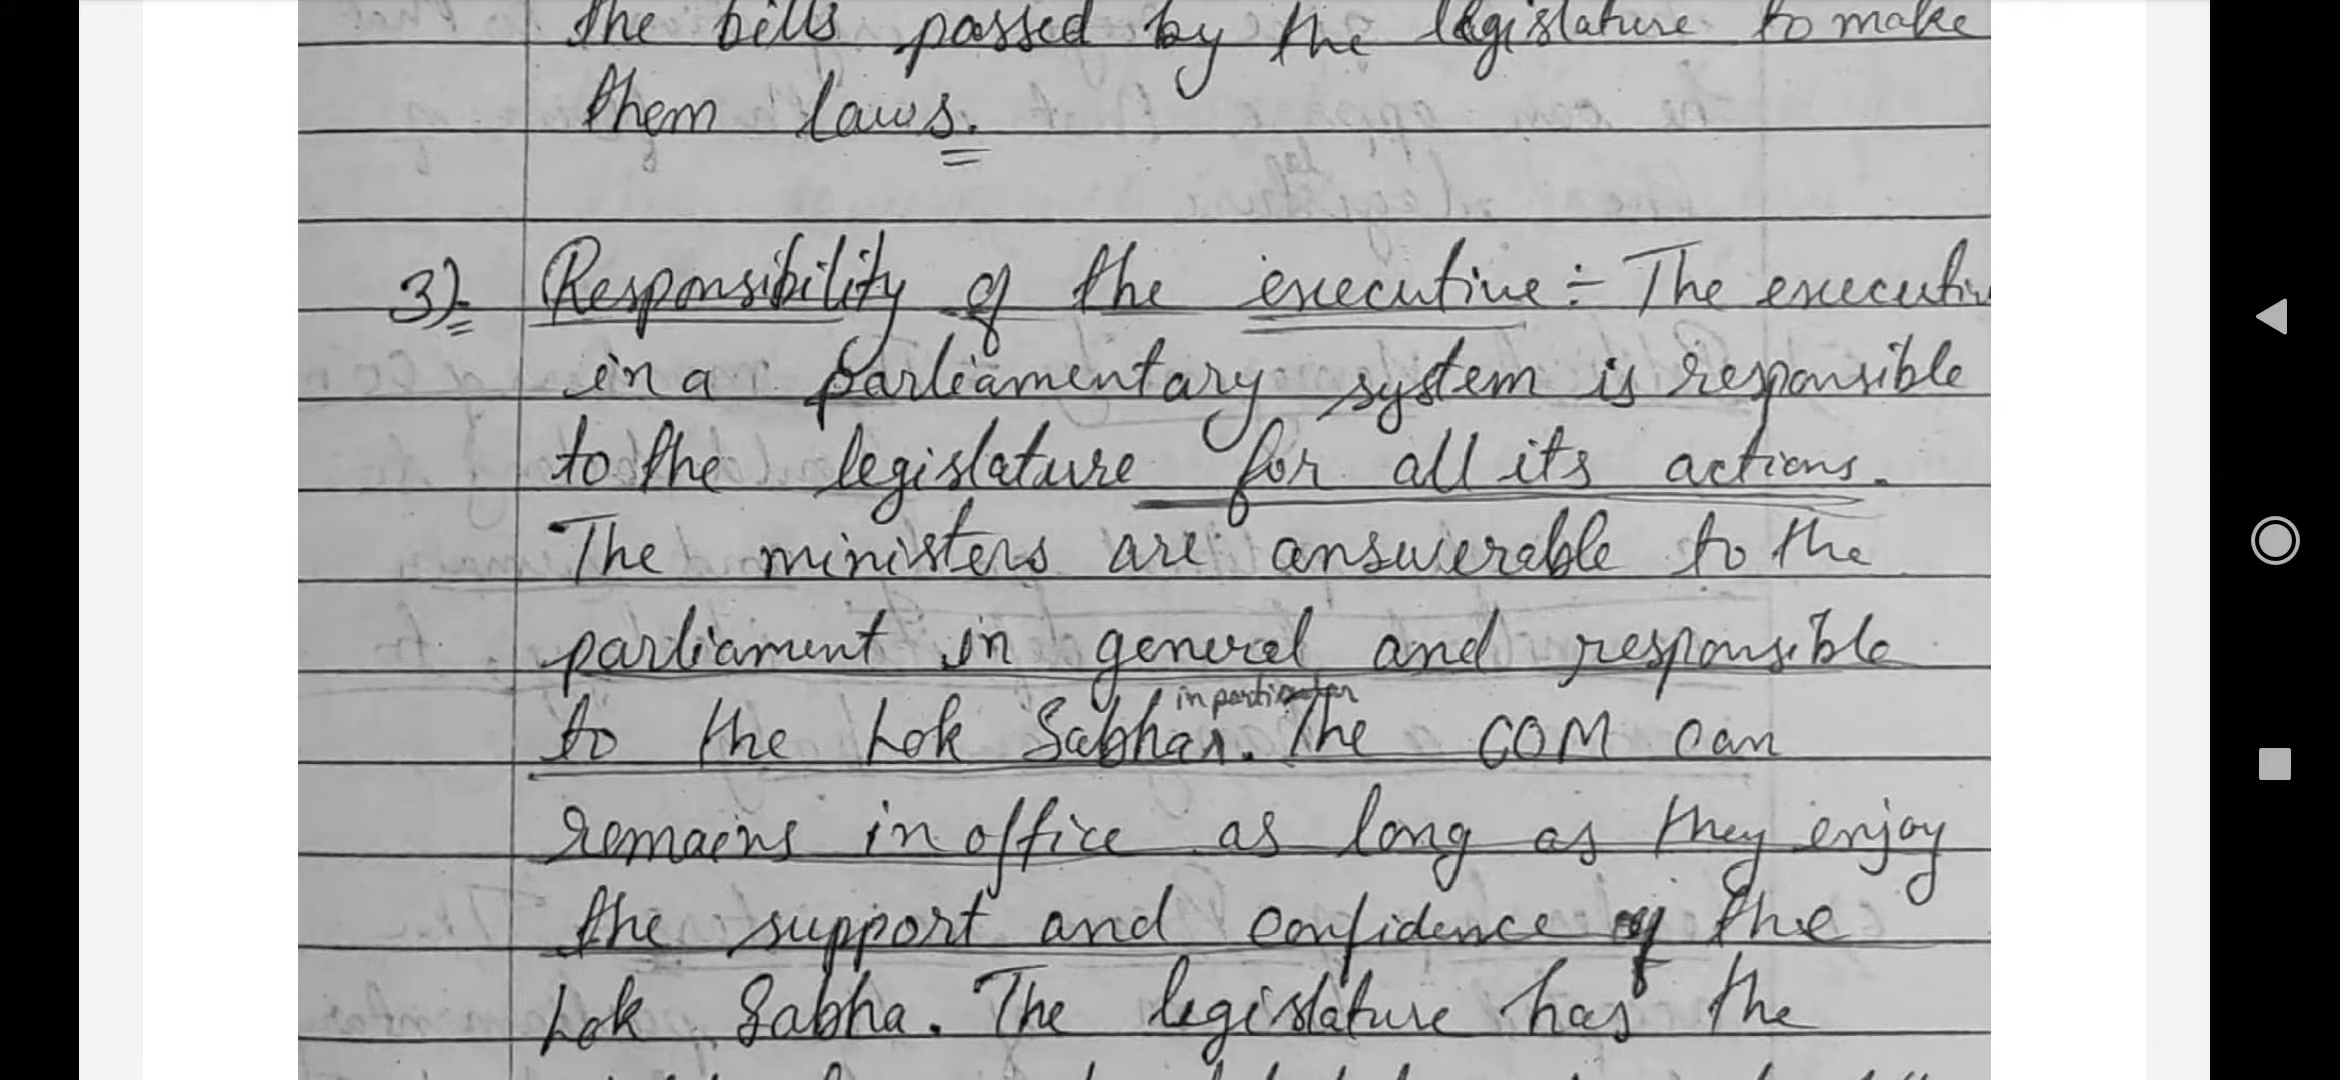 the bills passed by the legislature to make
them laws.
3) Responsibility of the executive :- The executive
in a parliamentary system is responsible
to the legislature for all its actions.
The ministers are answerable to the
parliament in general and responsible
in particular
to the Lok Sabha. The COM can
remains in office as long as they enjoy
the support and confidence of the
Lok Sabha. The legislature has the